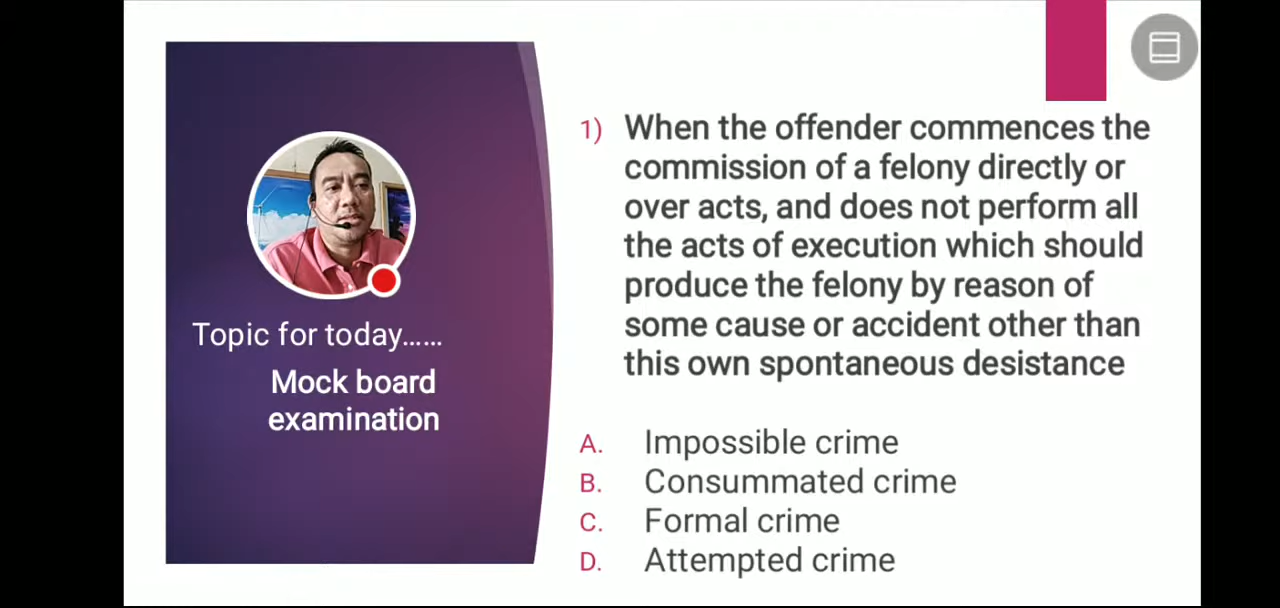 Topic for today......
Mock board
examination
1) When the offender commences the
commission of a felony directly or
over acts, and does not perform all
the acts of execution which should
produce the felony by reason of
some cause or accident other than
this own spontaneous desistance
A. Impossible crime
B. Consummated crime
C. Formal crime
D. Attempted crime